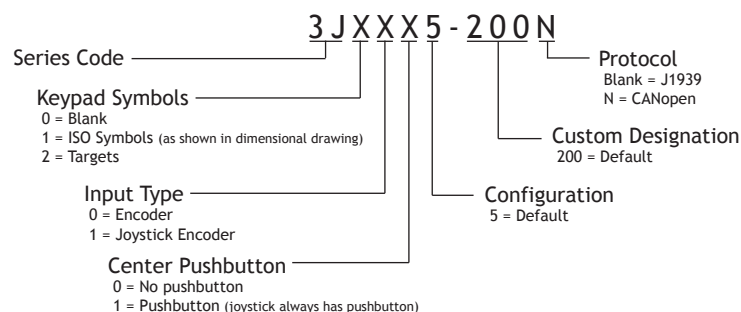 3JXXX5-200N
Series Code
Keypad Symbols
0 = Blank
1 = ISO Symbols (as shown in dimensional drawing)
2 = Targets
Input Type
0 = Encoder
1 = Joystick Encoder
Center Pushbutton
0 = No pushbutton
1 = Pushbutton (joystick always has pushbutton)
Protocol
Blank = J1939
N = CANopen
Custom Designation
200 = Default
Configuration
5 = Default